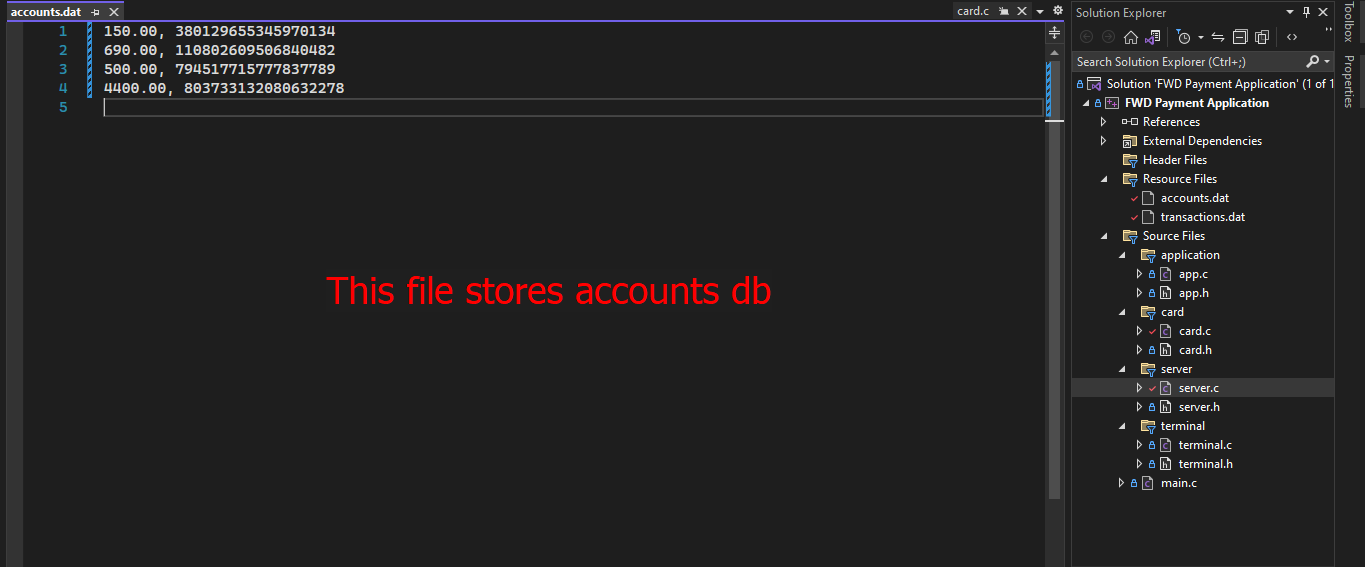 accounts.dat
card.c
1 150.00, 380129655345970134
2 690.00, 110802609506840482
3 500.00, 794517715777837789
4 4400.00, 803733132080632278
5
This file stores accounts db
Solution Explorer
Search Solution Explorer (Ctrl+;)
Solution 'FWD Payment Application' (1 of 1
FWD Payment Application
References
External Dependencies
Header Files
Resource Files
accounts.dat
transactions.dat
Source Files
application
app.c
app.h
card
card.c
card.h
server
server.c
server.h
terminal
terminal.c
terminal.h
main.c
Toolbox
Properties